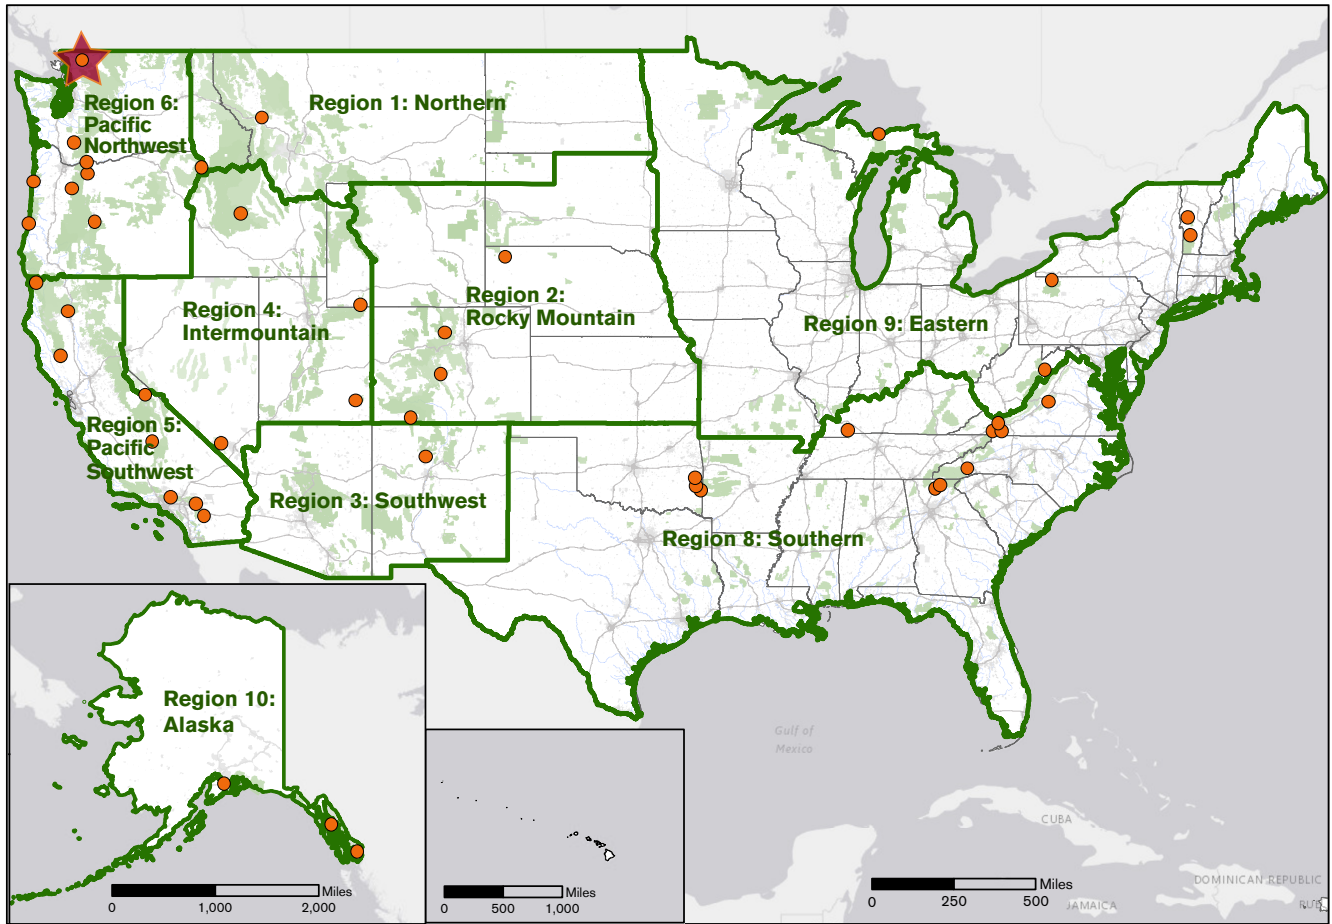 Region 6:
Pacific
Northwest
Region 1: Northern
Region 4:
Intermountain
Region 2:
Rocky Mountain
Region 9: Eastern
Region 5:
Pacific
Southwest
Region 3: Southwest
Region 8: Southern
Region 10:
Alaska
Gulf of
Mexico
CUBA
DOMINICAN REPUBLIC
JAMAICA
Miles
0 1,000 2,000
Miles
0 500 1,000
Miles
0 250 500